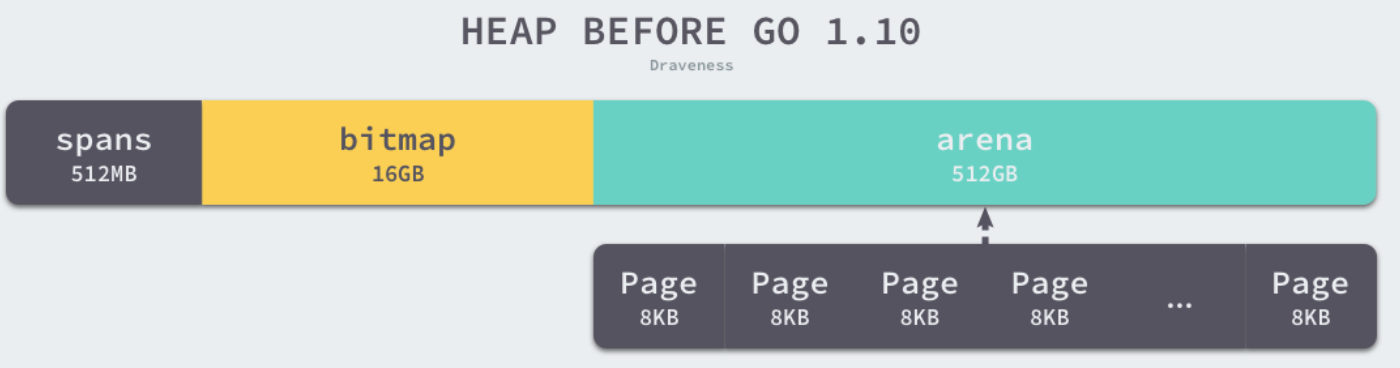 HEAP BEFORE GO 1.10
Draveness
spans bitmap arena
512MB 16GB 512GB
Page Page Page Page ... Page
8KB 8KB 8KB 8KB 8KB